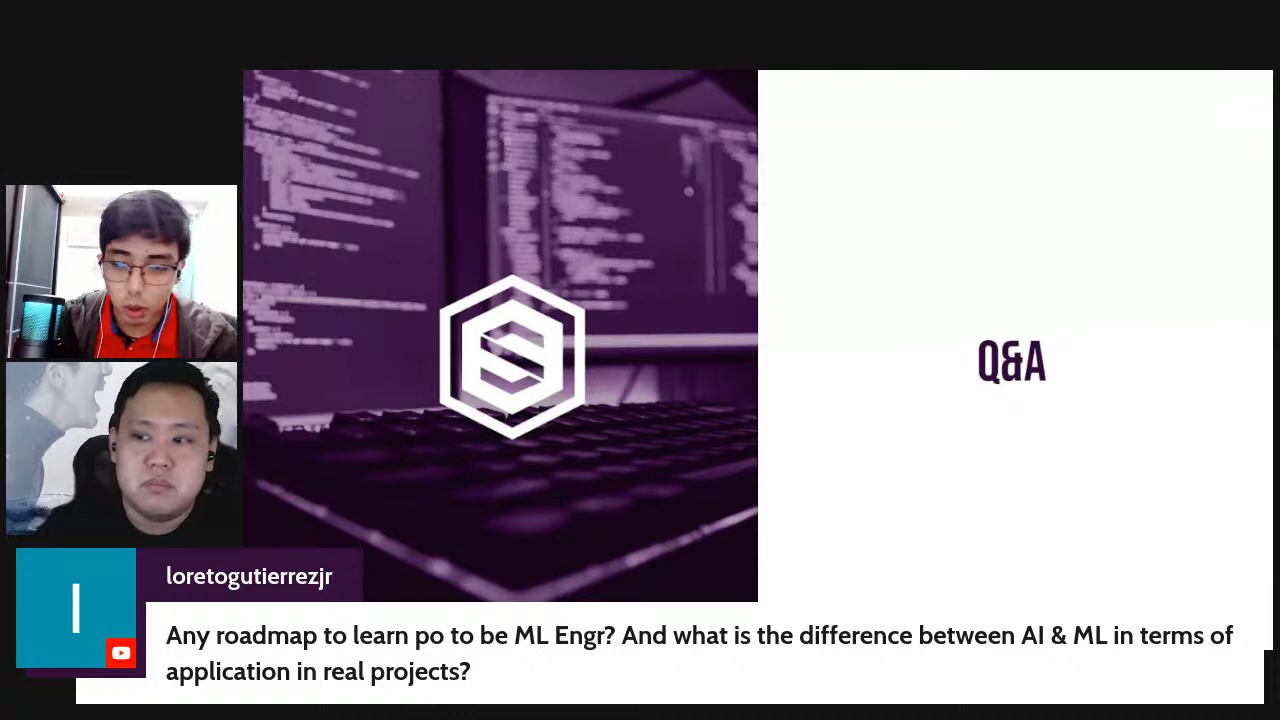 Q&A
l
loretogutierrezjr
Any roadmap to learn po to be ML Engr? And what is the difference between AI & ML in terms of
application in real projects?